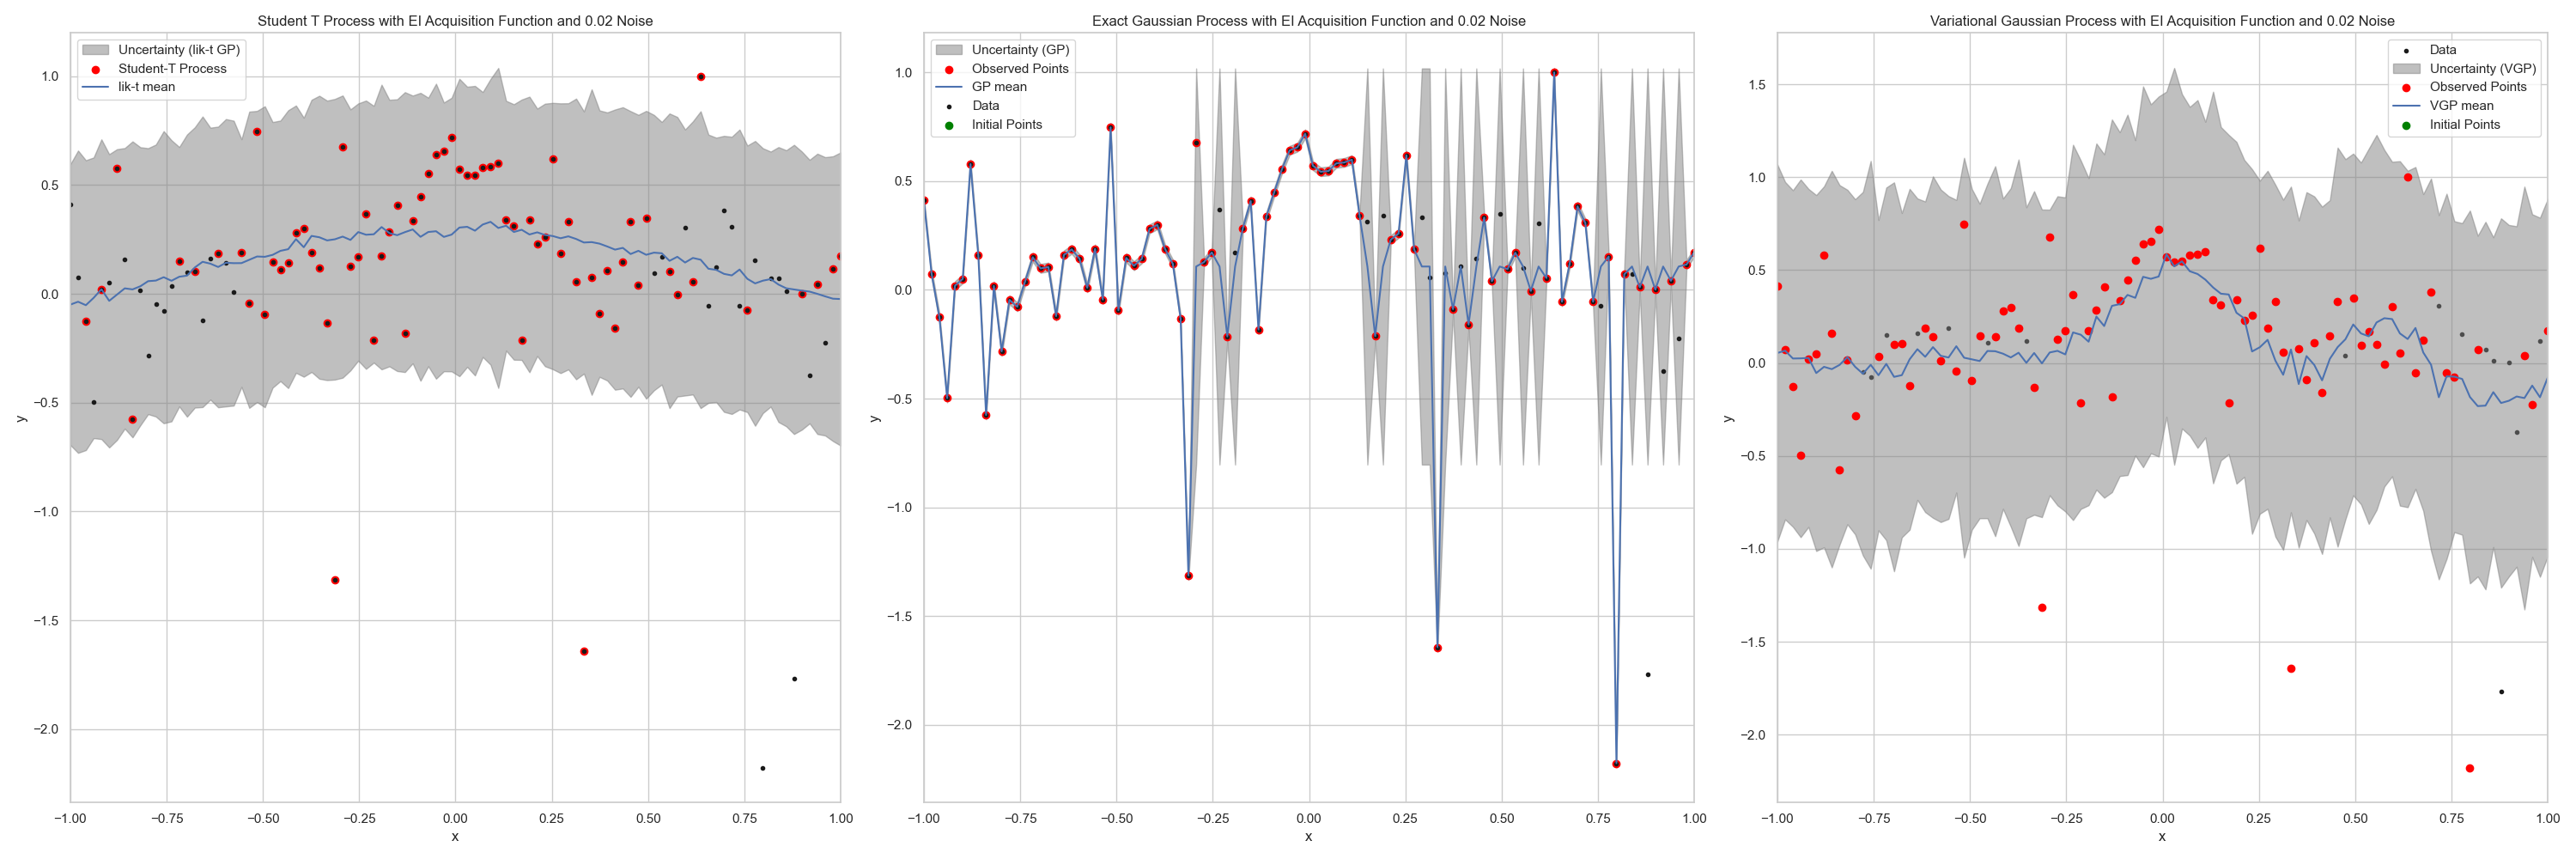 Student T Process with EI Acquisition Function and 0.02 Noise
Uncertainty (lik-t GP)
Student-T Process
lik-t mean
1.0
0.5
0.0
−0.5
−1.0
−1.5
−2.0
y
−1.00 −0.75 −0.50 −0.25 0.00 0.25 0.50 0.75 1.00
x
Exact Gaussian Process with EI Acquisition Function and 0.02 Noise
Uncertainty (GP)
Observed Points
GP mean
Data
Initial Points
1.0
0.5
0.0
−0.5
−1.0
−1.5
−2.0
y
−1.00 −0.75 −0.50 −0.25 0.00 0.25 0.50 0.75 1.00
x
Variational Gaussian Process with EI Acquisition Function and 0.02 Noise
Data
Uncertainty (VGP)
Observed Points
VGP mean
Initial Points
1.5
1.0
0.5
0.0
−0.5
−1.0
−1.5
−2.0
y
−1.00 −0.75 −0.50 −0.25 0.00 0.25 0.50 0.75 1.00
x